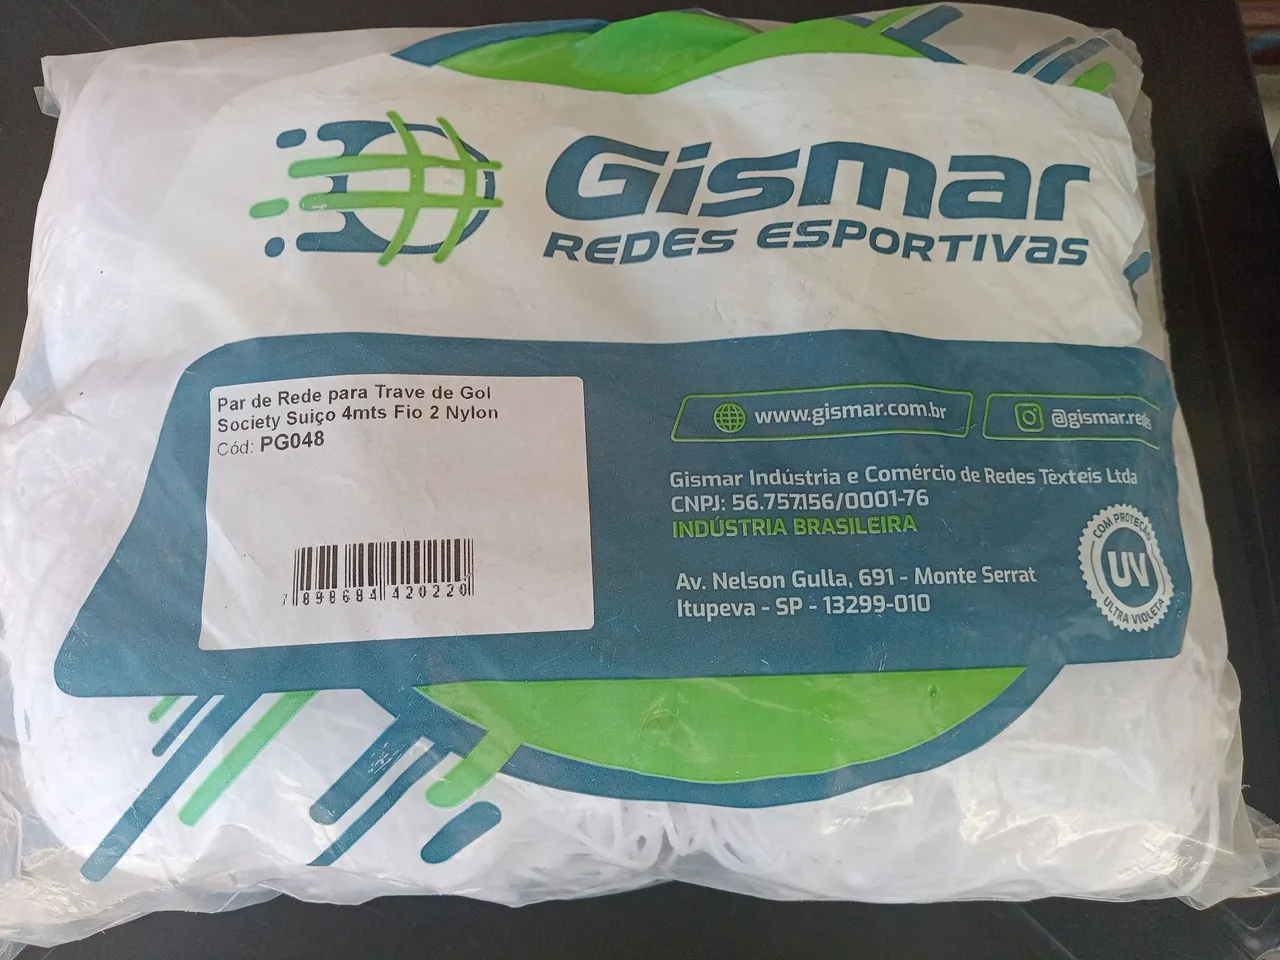 Gismar
REDES ESPORTIVAS
Par de Rede para Trave de Gol
Society Suiço 4mts Fio 2 Nylon
Cód: PG048
7 898684 420220
www.gismar.com.br
@gismar.redes
Gismar Indústria e Comércio de Redes Têxteis Ltda
CNPJ: 56.757.156/0001-76
INDÚSTRIA BRASILEIRA
Av. Nelson Gulla, 691 - Monte Serrat
Itupeva - SP - 13299-010
COM PROTEÇÃO
UV
ULTRA VIOLETA